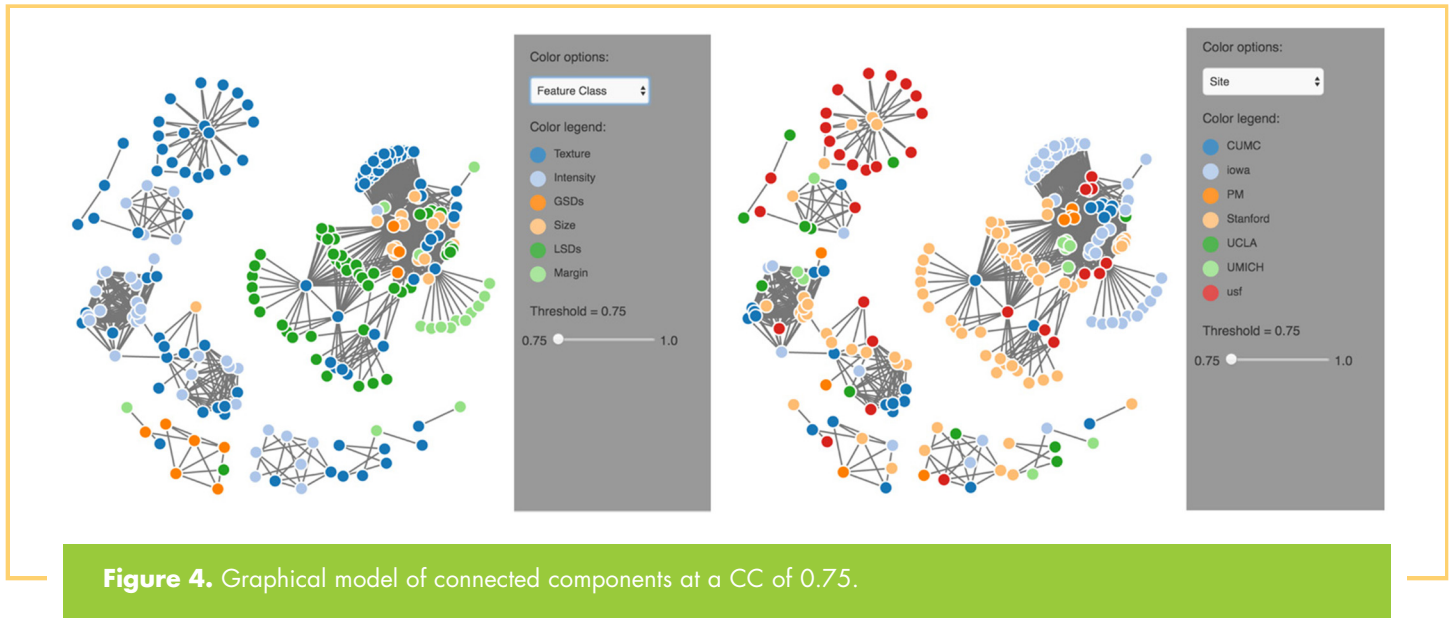 Color options:
Feature Class
Color legend:
Texture
Intensity
GSDs
Size
LSDs
Margin
Threshold = 0.75
0.75 1.0
Color options:
Site
Color legend:
CUMC
iowa
PM
Stanford
UCLA
UMICH
usf
Threshold = 0.75
0.75 1.0
Figure 4. Graphical model of connected components at a CC of 0.75.